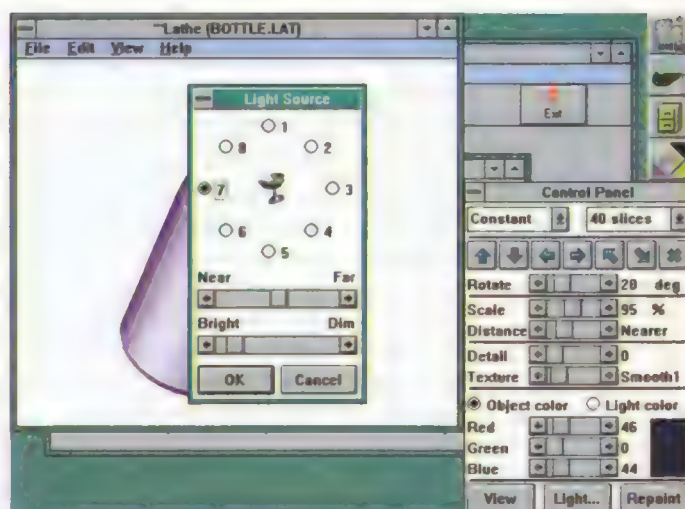 Lathe (BOTTLE.LAT)
File Edit View Help
Light Source
1
8 2
7 3
6 4
5
Near Far
Bright Dim
OK Cancel
Exit
Control Panel
Constant 40 slices
Rotate 20 deg
Scale 95 %
Distance Nearer
Detail 0
Texture Smooth1
Object color Light color
Red 46
Green 0
Blue 44
View Light... Repaint